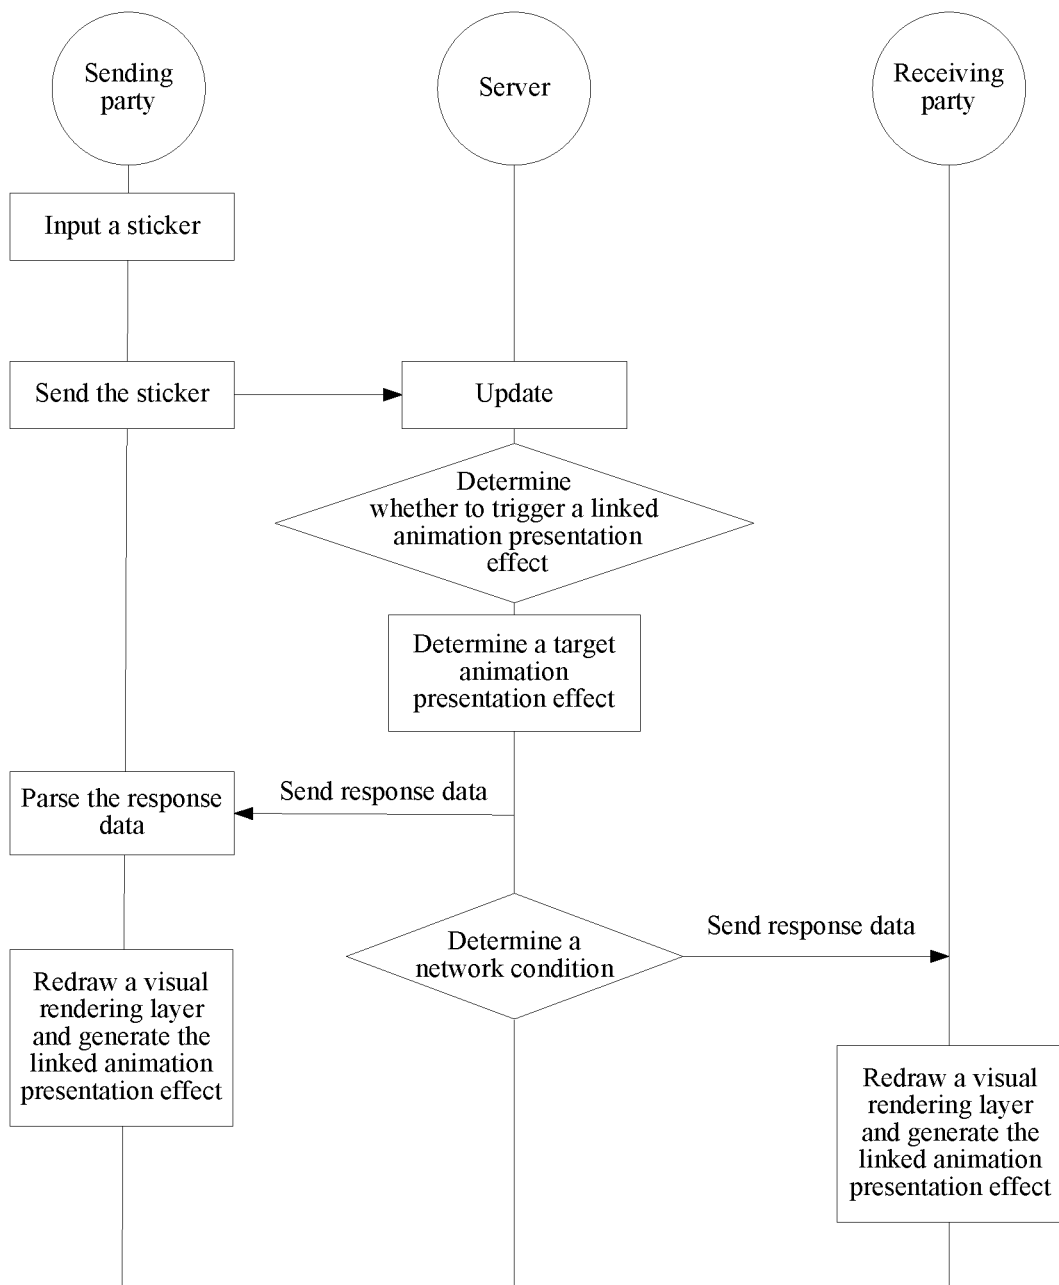 Sending
party
Server
Receiving
party
Input a sticker
Send the sticker
Update
Determine
whether to trigger a linked
animation presentation
effect
Determine a target
animation
presentation effect
Send response data
Parse the response
data
Determine a
network condition
Send response data
Redraw a visual
rendering layer
and generate the
linked animation
presentation effect
Redraw a visual
rendering layer
and generate the
linked animation
presentation effect